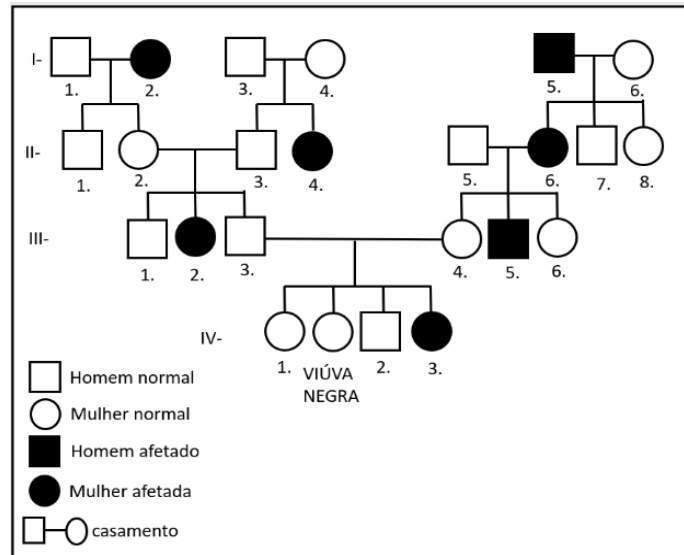 I-
1. 2. 3. 4. 5. 6.
II-
1. 2. 3. 4. 5. 6. 7. 8.
III-
1. 2. 3. 4. 5. 6.
IV-
1. VIÚVA 2. 3.
NEGRA
Homem normal
Mulher normal
Homem afetado
Mulher afetada
casamento